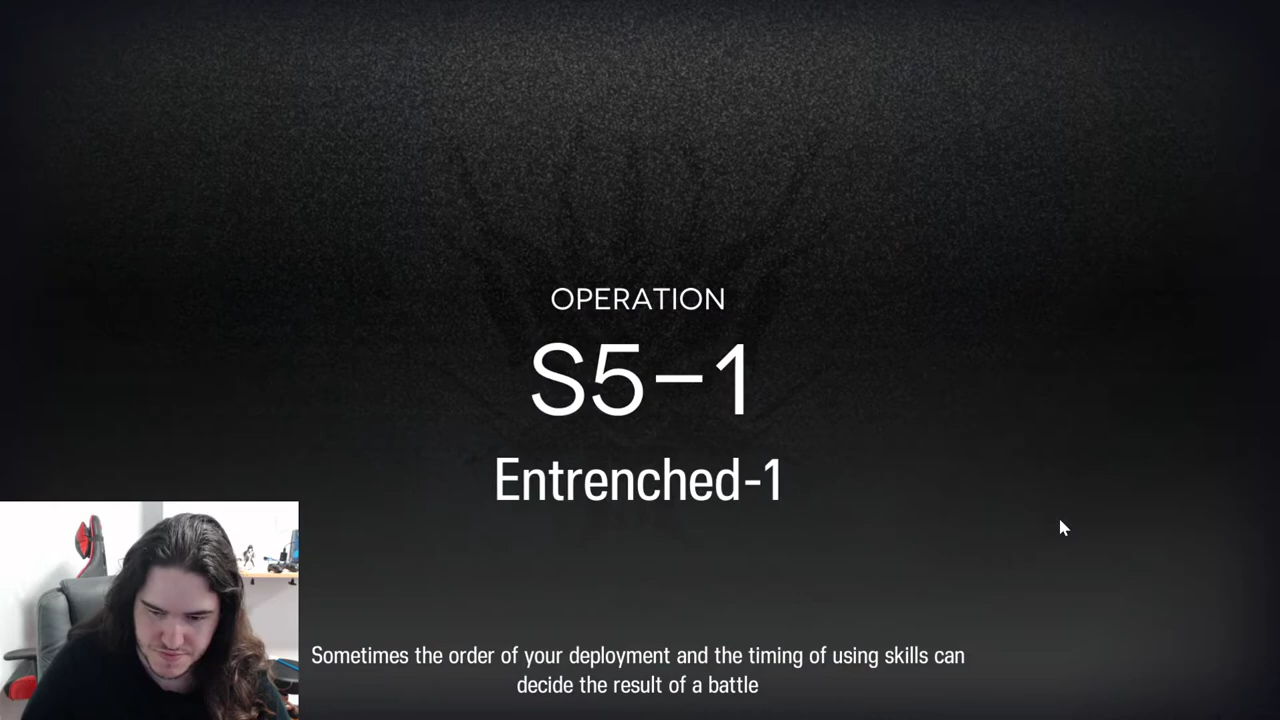 OPERATION
S5-1
Entrenched-1
Sometimes the order of your deployment and the timing of using skills can
decide the result of a battle